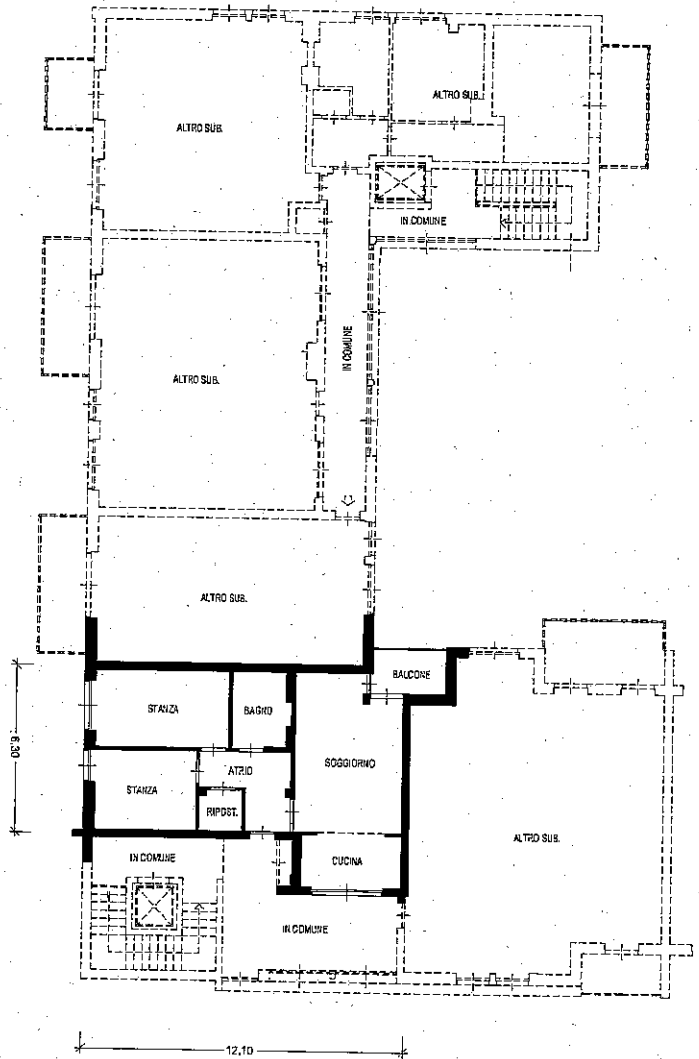 ALTRO SUB.
ALTRO SUB.
IN COMUNE
IN COMUNE
ALTRO SUB.
ALTRO SUB.
BALCONE
STANZA
BAGNO
SOGGIORNO
ATRIO
STANZA
RIPOST.
6,30
ALTRO SUB.
CUCINA
IN COMUNE
IN COMUNE
12,10